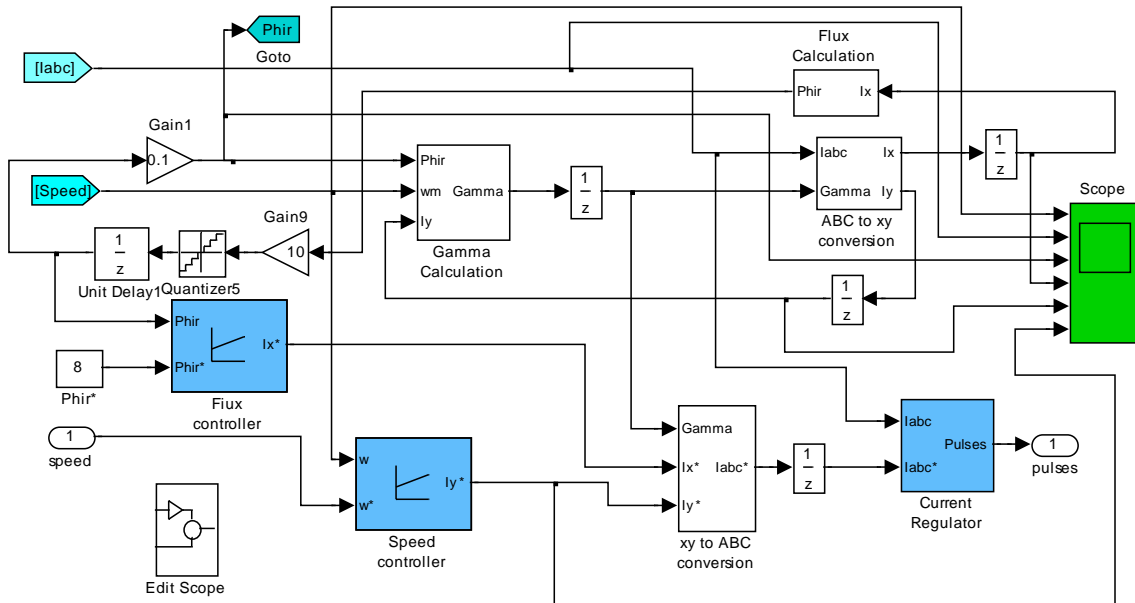 Phir
Goto
[Iabc]
Flux
Calculation
Phir
Ix
Gain1
0.1
[Speed]
Phir
wm
Iy
Gamma
Gamma
Calculation
1
z
Iabc
Gamma
Ix
Iy
ABC to xy
conversion
1
z
Scope
Gain9
10
1
z
Unit Delay1
Quantizer5
1
z
Phir
Phir*
Ix*
Flux
controller
8
Phir*
1
speed
w
w*
Iy*
Speed
controller
Gamma
Ix*
Iy*
Iabc*
xy to ABC
conversion
1
z
Iabc
Iabc*
Pulses
Current
Regulator
1
pulses
Edit Scope